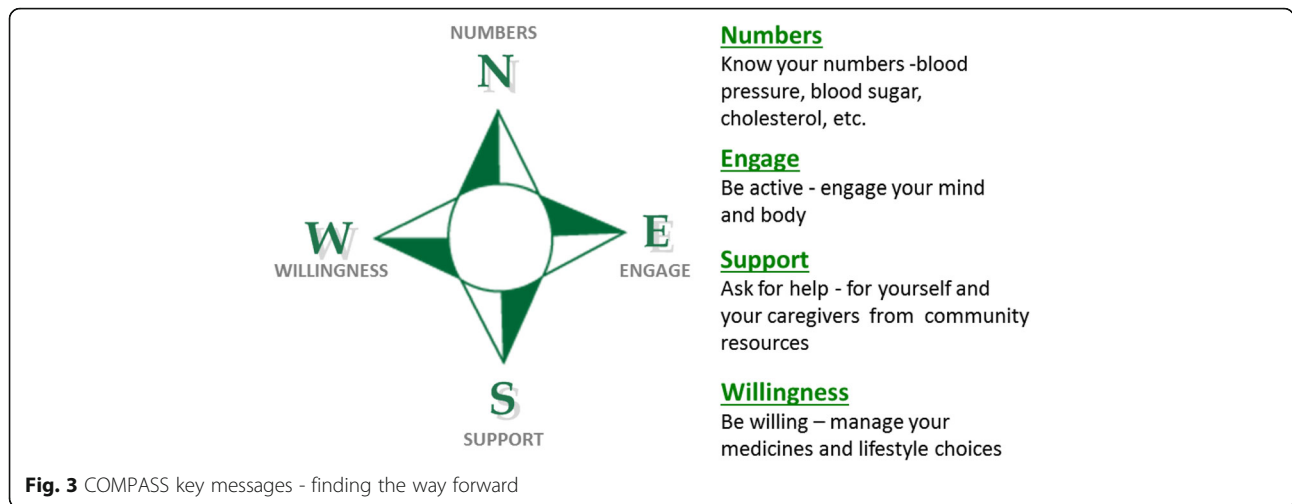 NUMBERS
N
W
WILLINGNESS
E
ENGAGE
S
SUPPORT
Numbers
Know your numbers -blood
pressure, blood sugar,
cholesterol, etc.
Engage
Be active - engage your mind
and body
Support
Ask for help - for yourself and
your caregivers from community
resources
Willingness
Be willing – manage your
medicines and lifestyle choices
Fig. 3 COMPASS key messages - finding the way forward